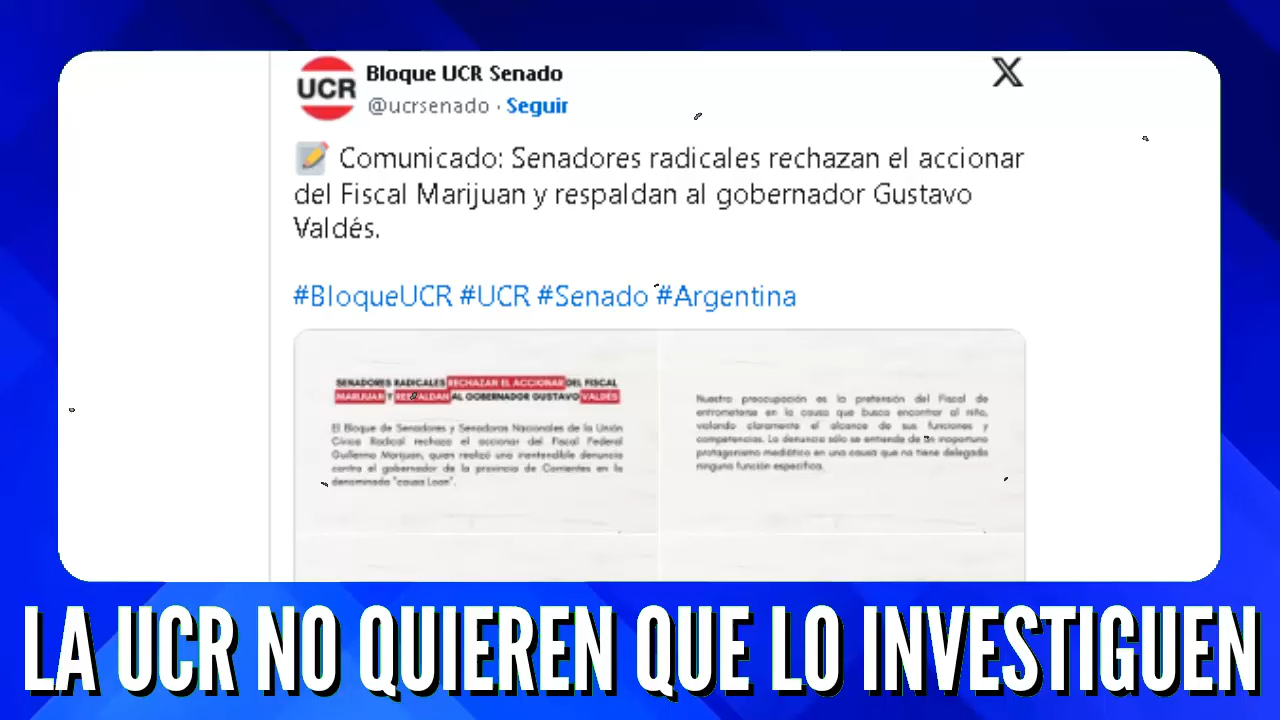 UCR
Bloque UCR Senado
@ucrsenado · Seguir
Comunicado: Senadores radicales rechazan el accionar
del Fiscal Marijuan y respaldan al gobernador Gustavo
Valdés.
#BloqueUCR #UCR #Senado #Argentina
SENADORES RADICALES RECHAZAN EL ACCIONAR DEL FISCAL
MARIJUAN Y RESPALDAN AL GOBERNADOR GUSTAVO VALDÉS
El Bloque de Senadores y Senadoras Nacionales de la Unión
Cívica Radical rechaza el accionar del Fiscal Federal
Guillermo Marijuan, quien realizó una inentendible denuncia
contra el gobernador de la provincia de Corrientes en la
denominada "causa Loan".
Nuestra preocupación es la pretensión del Fiscal de
entrometerse en la causa que busca encontrar al niño,
violando claramente el alcance de sus funciones y
competencias. La denuncia sólo se entiende de un inoportuno
protagonismo mediático en una causa que no tiene delegada
ninguna función específica.
LA UCR NO QUIEREN QUE LO INVESTIGUEN